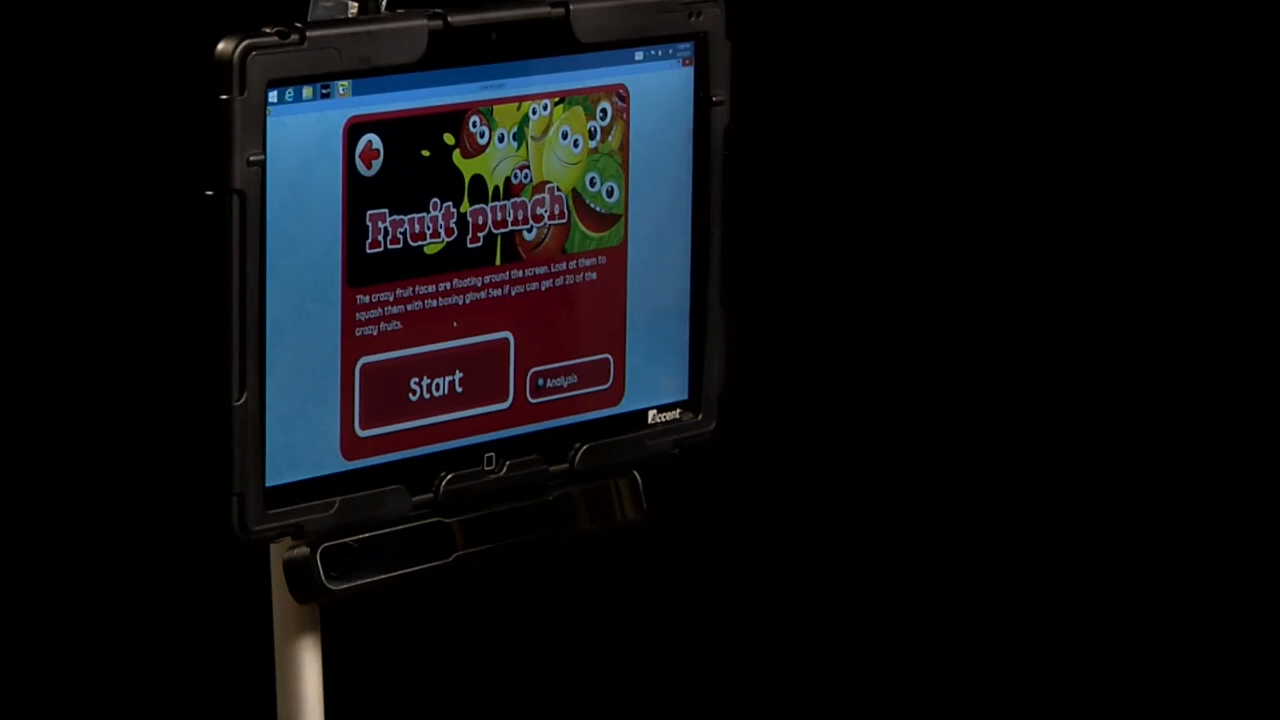 Fruit punch
The crazy fruit faces are floating around the screen. Look at them to
squash them with the boxing glove! See if you can get all 20 of the
crazy fruits.
Start
Analysis
accent